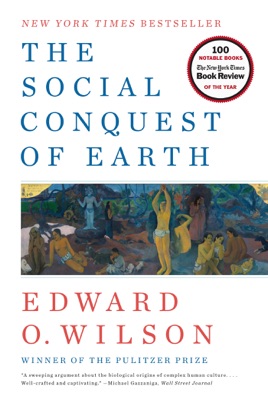 NEW YORK TIMES BESTSELLER
THE
SOCIAL
CONQUEST
OF EARTH
100
NOTABLE BOOKS
The New York Times
Book Review
OF THE YEAR
EDWARD
O. WILSON
WINNER OF THE PULITZER PRIZE
"A sweeping argument about the biological origins of complex human culture. . . .
Well-crafted and captivating." —Michael Gazzaniga, Wall Street Journal